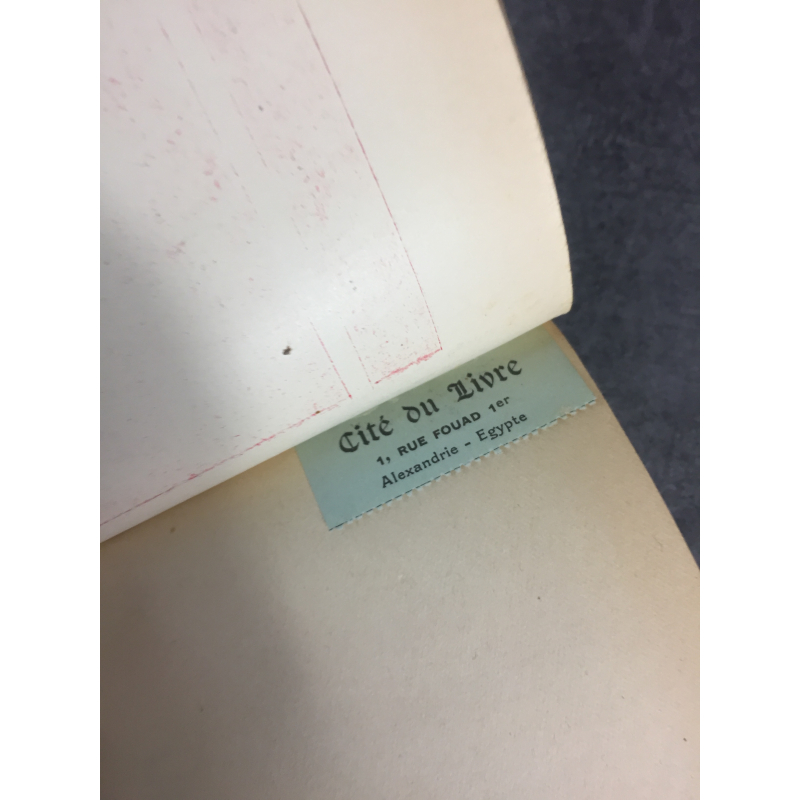 Cité du Livre
1, RUE FOUAD 1er
Alexandrie - Egypte